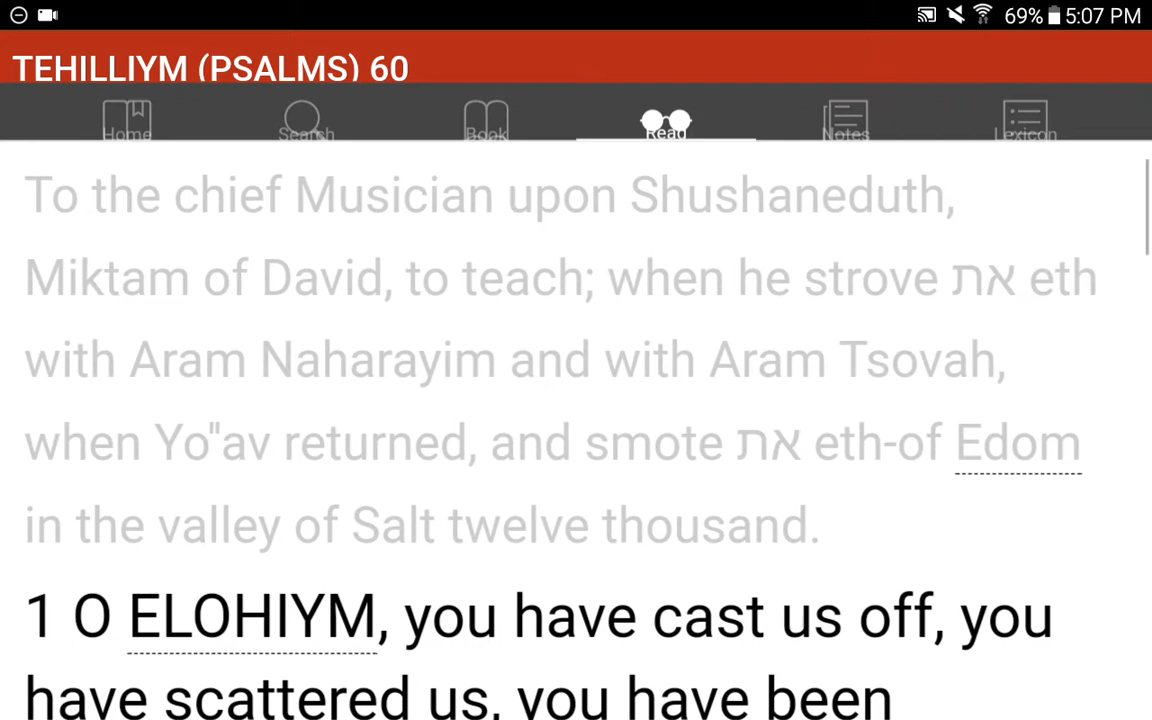 69% 5:07 PM
TEHILLIYM (PSALMS) 60
Home Search Book Read Notes Lexicon
To the chief Musician upon Shushaneduth,
Miktam of David, to teach; when he strove את eth
with Aram Naharayim and with Aram Tsovah,
when Yo"av returned, and smote את eth-of Edom
in the valley of Salt twelve thousand.
1 O ELOHIYM, you have cast us off, you
have scattered us, you have been